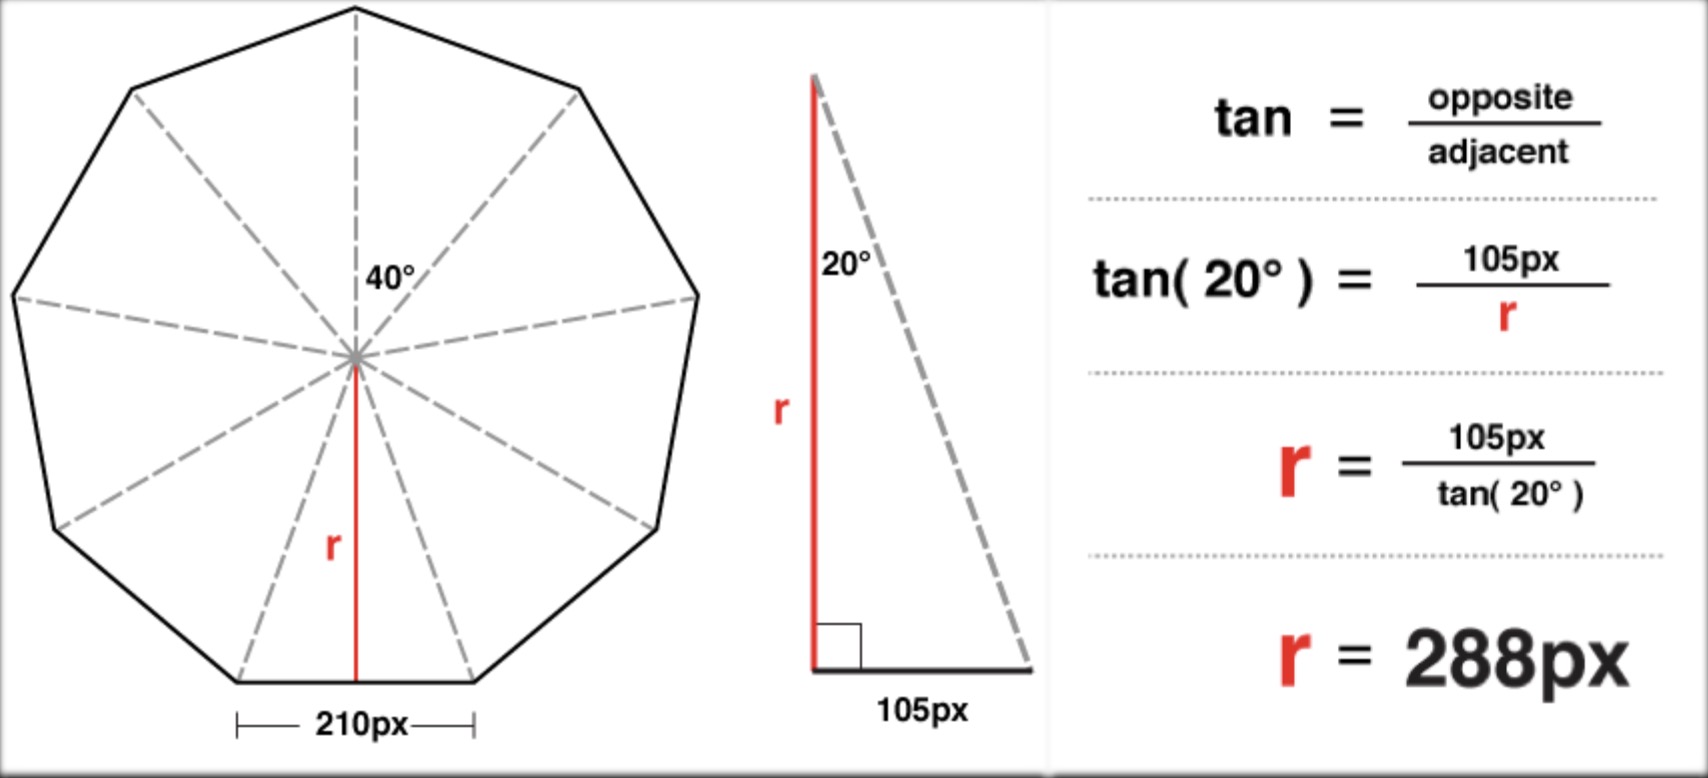 40°
r
210px
20°
r
105px
tan = opposite
adjacent
tan( 20° ) = 105px
r
r = 105px
tan( 20° )
r = 288px